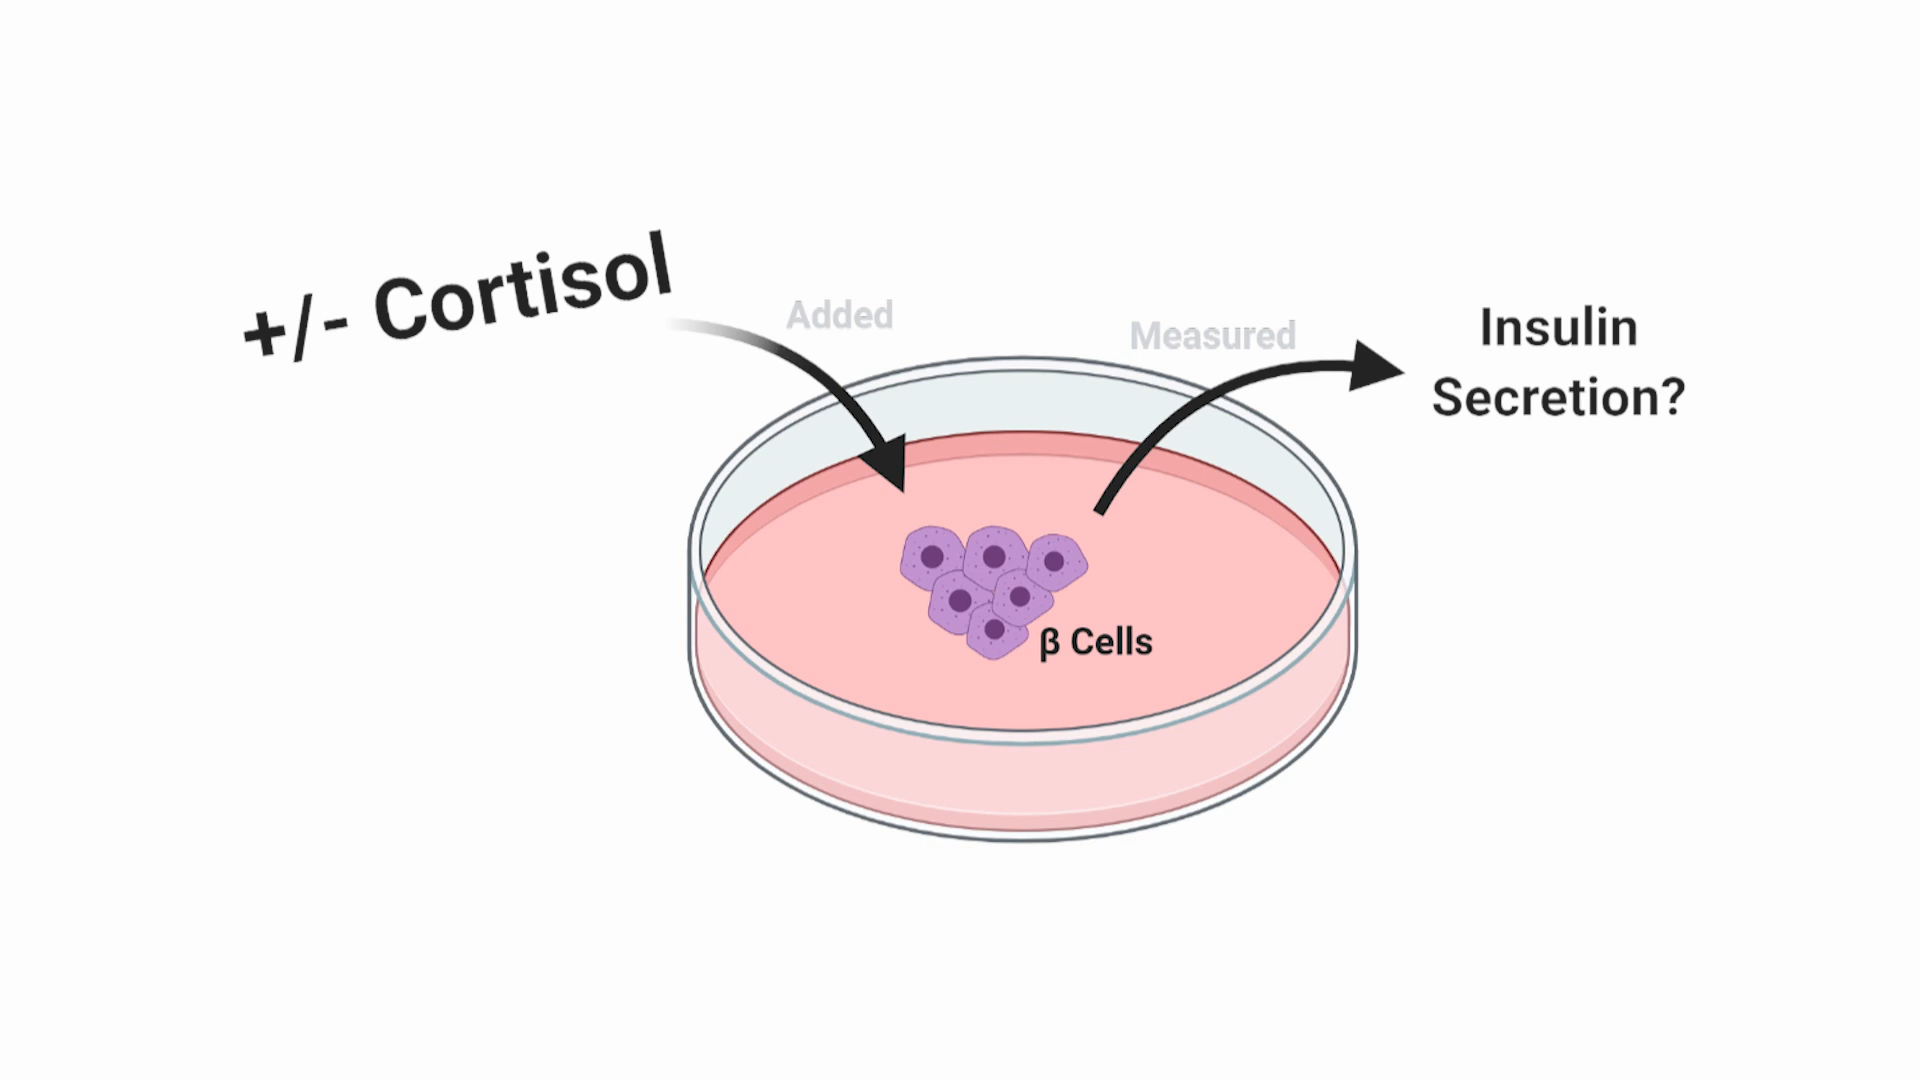 +/- Cortisol
Added
Measured
Insulin
Secretion?
β Cells